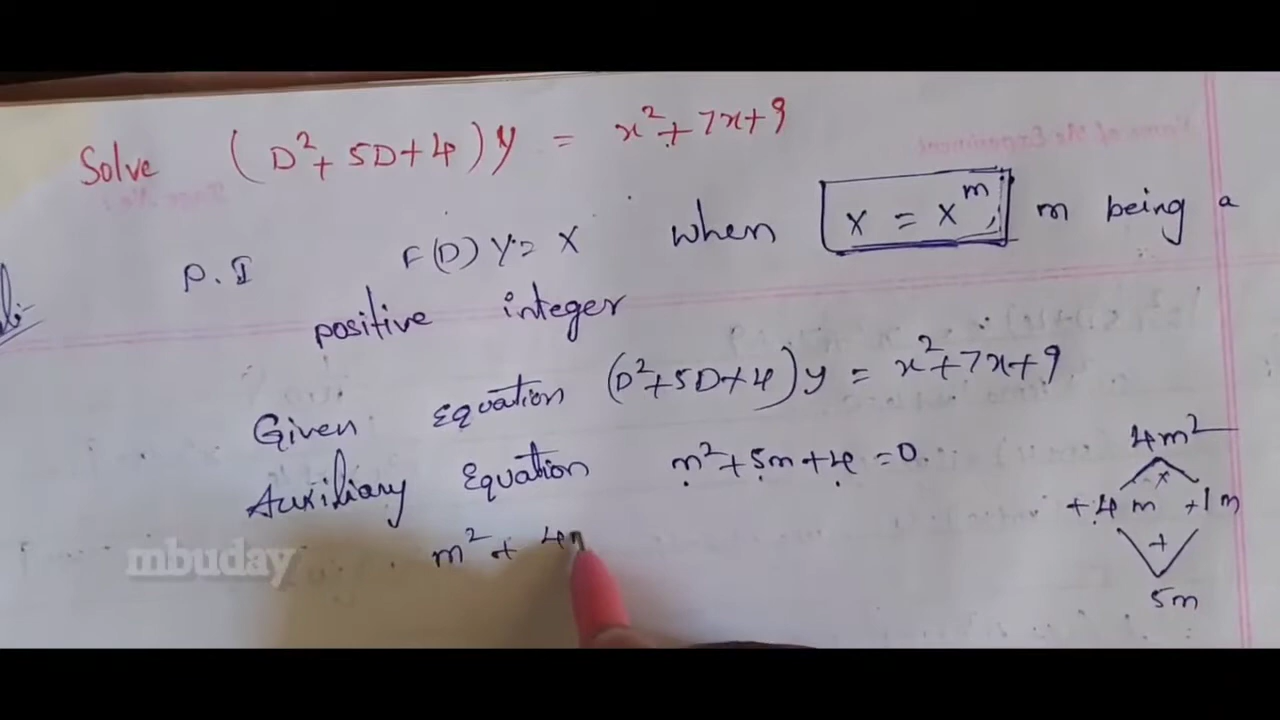 Solve (D²+5D+4)y = x²+7x+9
P.I F(D)Y=X when X = x^m, m being a
positive integer
Given Equation (D²+5D+4)y = x²+7x+9
Auxiliary Equation m²+5m+4=0.
4m²
×
+4m +1m
+
5m
m²+ 4m
mbuday